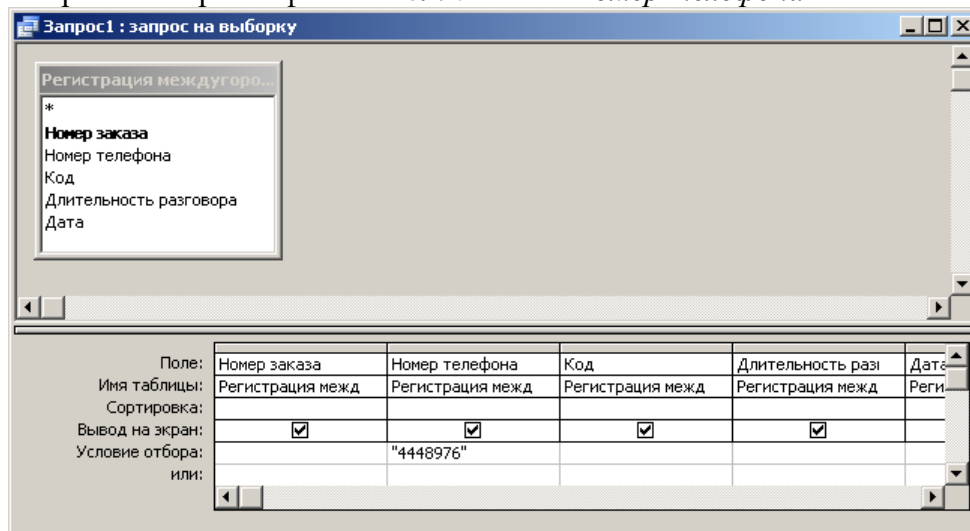 Запрос1 : запрос на выборку
Регистрация междугоро...
*
Номер заказа
Номер телефона
Код
Длительность разговора
Дата
Поле: Номер заказа Номер телефона Код Длительность разг Дата
Имя таблицы: Регистрация межд Регистрация межд Регистрация межд Регистрация межд Реги
Сортировка:
Вывод на экран:
Условие отбора: "4448976"
или: